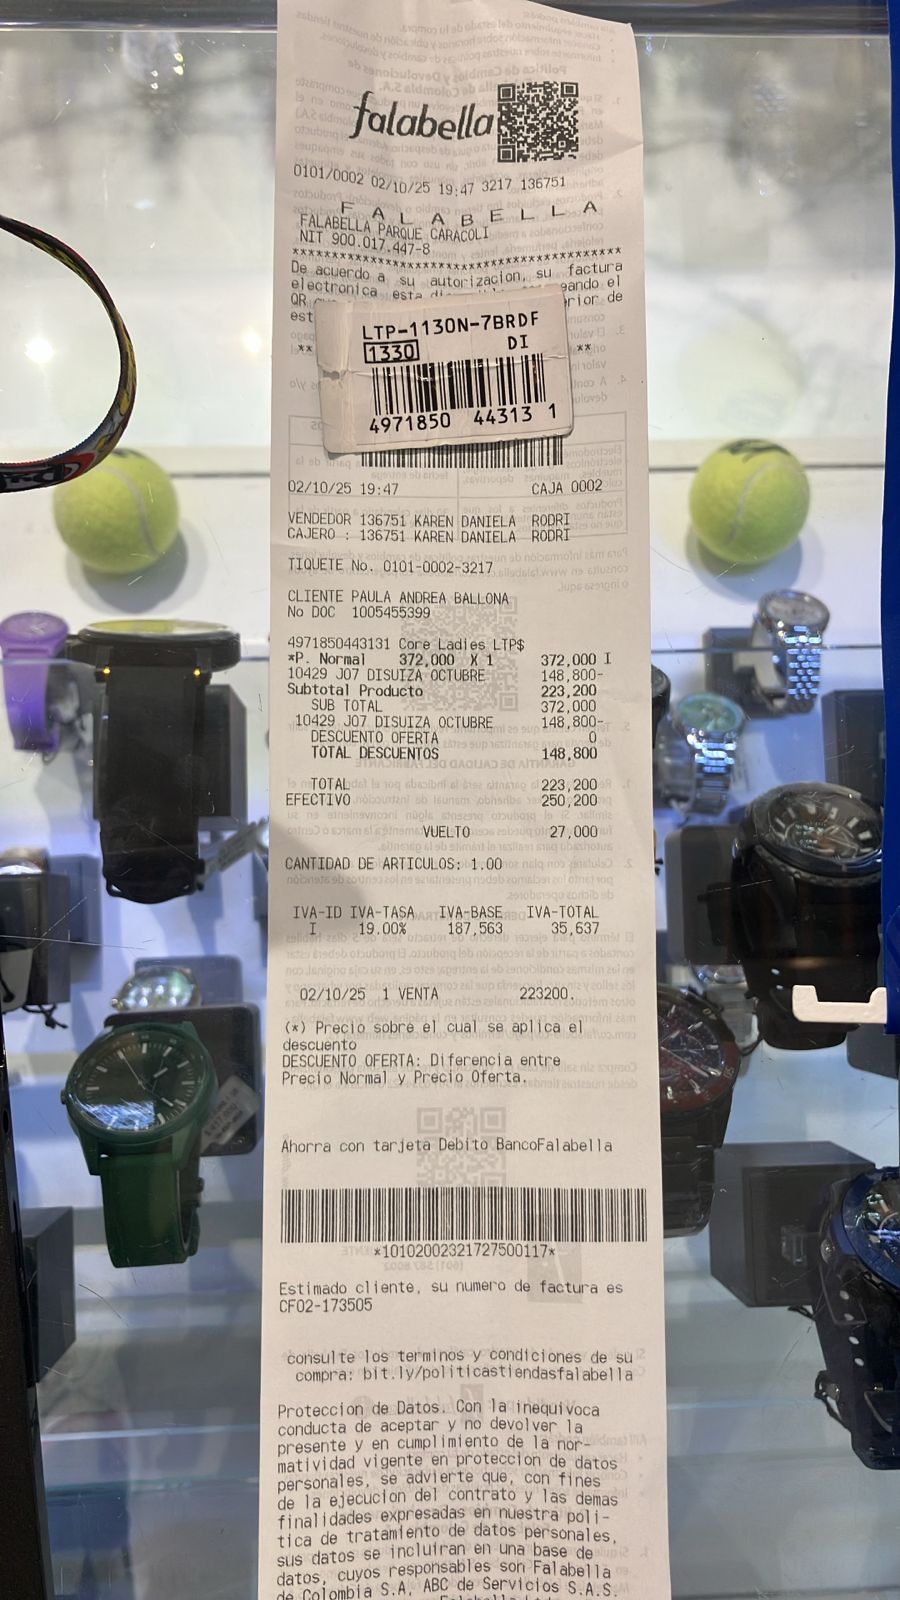 falabella
0101/0002 02/10/25 19:47 3217 136751
F A L A B E L L A
FALABELLA PARQUE CARACOLI
NIT 900.017.447-8
*****************************************
De acuerdo a su autorizacion, su factura
electronica esta eando el
QR erior de
est
LTP-1130N-7BRDF
1330 DI
** **
4971850 44313 1
02/10/25 19:47 CAJA 0002
VENDEDOR 136751 KAREN DANIELA RODRI
CAJERO : 136751 KAREN DANIELA RODRI
TIQUETE No. 0101-0002-3217
CLIENTE PAULA ANDREA BALLONA
No DOC 1005455399
4971850443131 Core Ladies LTP$
*P. Normal 372,000 X 1 372,000 I
10429 J07 DISUIZA OCTUBRE 148,800-
Subtotal Producto 223,200
SUB TOTAL 372,000
10429 J07 DISUIZA OCTUBRE 148,800-
DESCUENTO OFERTA 0
TOTAL DESCUENTOS 148,800
TOTAL 223,200
EFECTIVO 250,200
VUELTO 27,000
CANTIDAD DE ARTICULOS: 1.00
IVA-ID IVA-TASA IVA-BASE IVA-TOTAL
I 19.00% 187,563 35,637
02/10/25 1 VENTA 223200.
(*) Precio sobre el cual se aplica el
descuento
DESCUENTO OFERTA: Diferencia entre
Precio Normal y Precio Oferta.
Ahorra con tarjeta Debito BancoFalabella
*10102002321727500117*
Estimado cliente, su numero de factura es
CF02-173505
consulte los terminos y condiciones de su
compra: bit.ly/politicastiendasfalabella
Proteccion de Datos. Con la inequivoca
conducta de aceptar y no devolver la
presente y en cumplimiento de la nor-
matividad vigente en proteccion de datos
personales, se advierte que, con fines
de la ejecucion del contrato y las demas
finalidades expresadas en nuestra poli-
tica de tratamiento de datos personales,
sus datos se incluiran en una base de
datos, cuyos responsables son Falabella
de Colombia S.A, ABC de Servicios S.A.S.